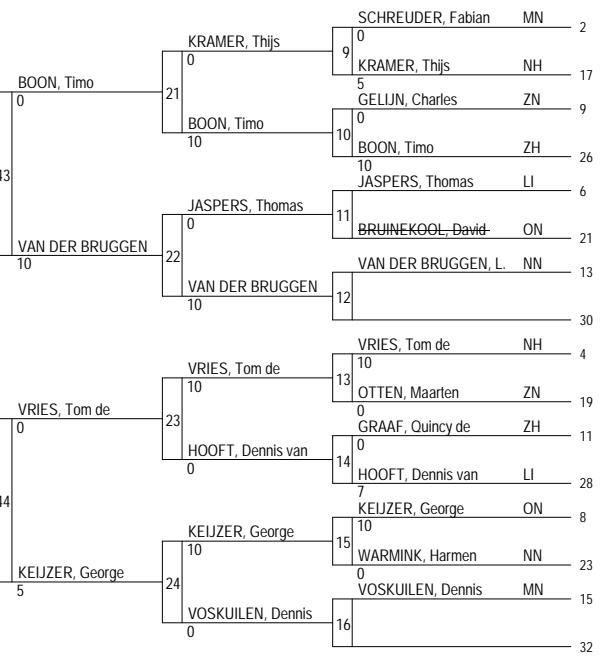 SCHREUDER, Fabian MN 2
0
KRAMER, Thijs
9
0
KRAMER, Thijs NH 17
5
BOON, Timo
0
21
GELIJN, Charles ZN 9
0
BOON, Timo
10
10
BOON, Timo ZH 26
10
43
JASPERS, Thomas LI 6
JASPERS, Thomas
0
11
BRUINEKOOL, David ON 21
VAN DER BRUGGEN
10
22
VAN DER BRUGGEN, L. NN 13
VAN DER BRUGGEN
10
12
30
VRIES, Tom de NH 4
10
VRIES, Tom de
10
13
OTTEN, Maarten ZN 19
0
VRIES, Tom de
0
23
GRAAF, Quincy de ZH 11
0
HOOFT, Dennis van
0
14
HOOFT, Dennis van LI 28
7
44
KEIJZER, George ON 8
10
KEIJZER, George
10
15
WARMINK, Harmen NN 23
0
KEIJZER, George
5
24
VOSKUILEN, Dennis MN 15
VOSKUILEN, Dennis
0
16
32